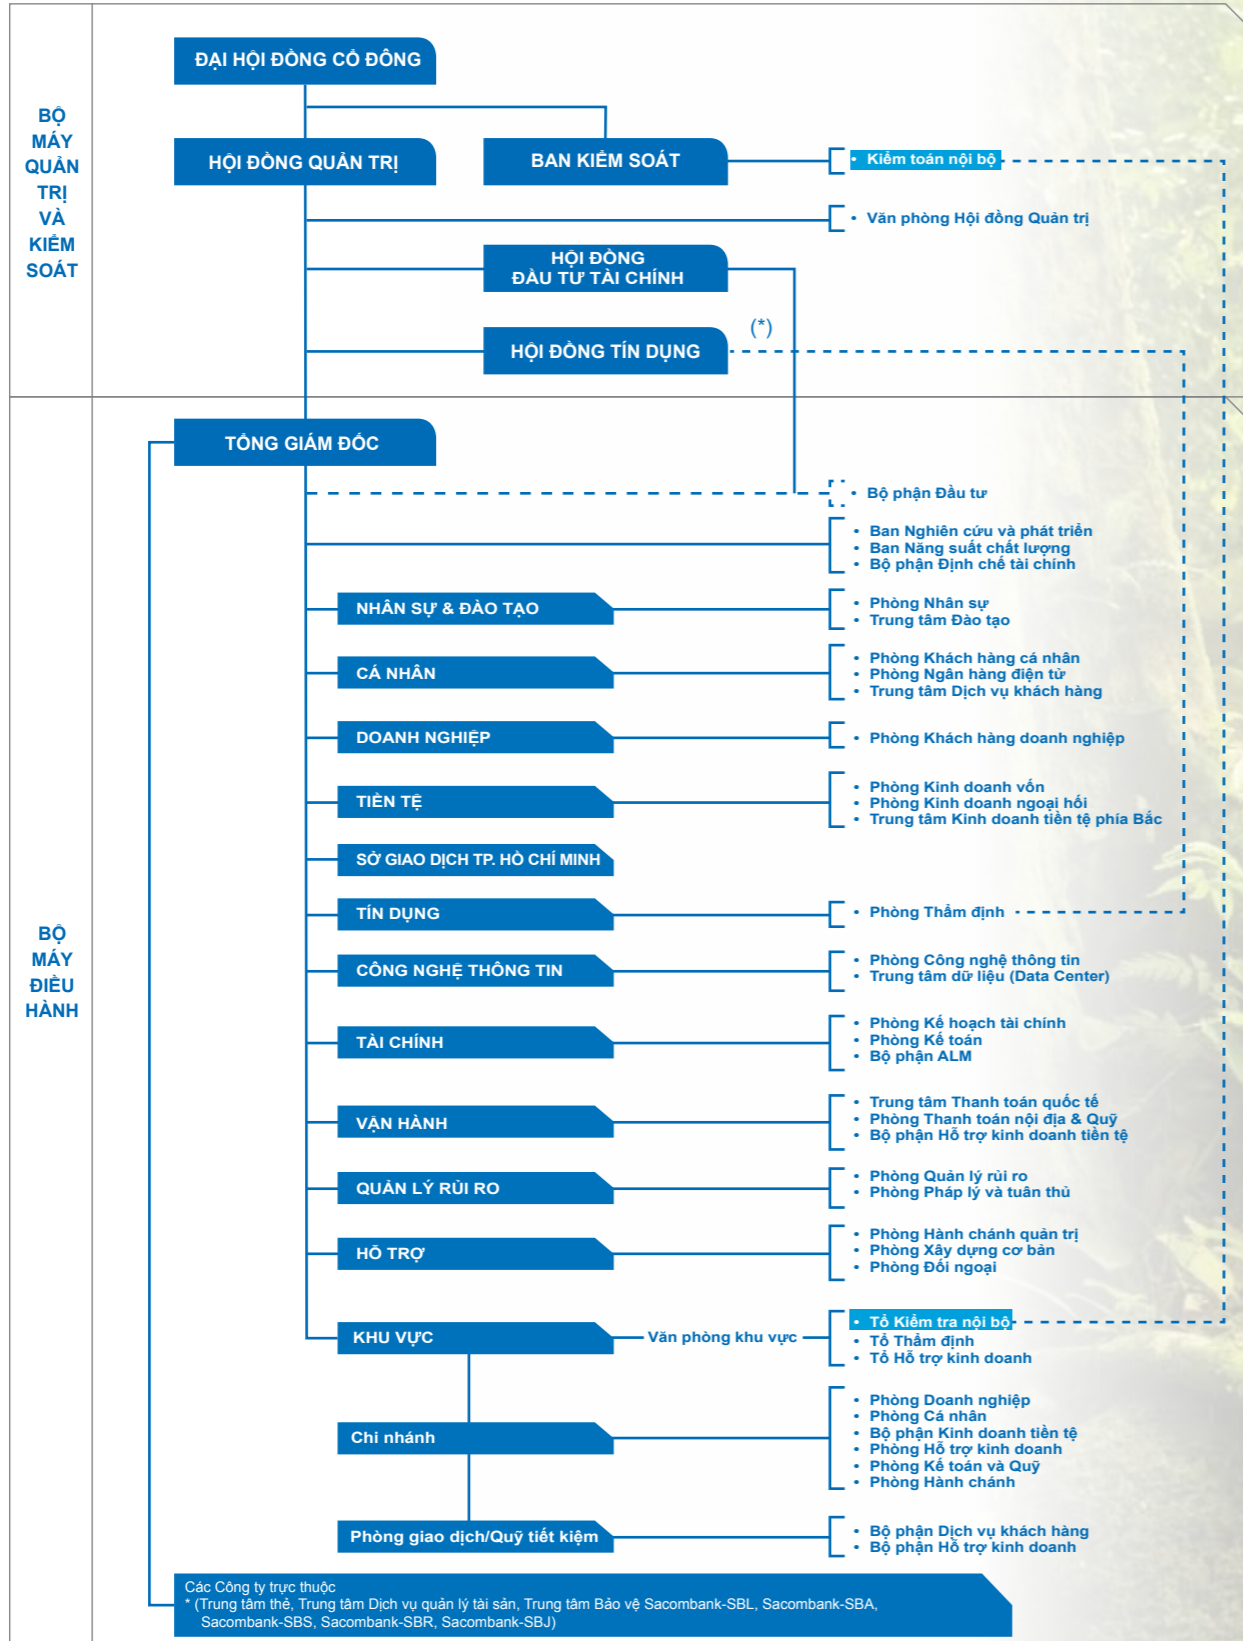 BỘ
MÁY
QUẢN
TRỊ
VÀ
KIỂM
SOÁT
ĐẠI HỘI ĐỒNG CỔ ĐÔNG
HỘI ĐỒNG QUẢN TRỊ
BAN KIỂM SOÁT
• Kiểm toán nội bộ
• Văn phòng Hội đồng Quản trị
HỘI ĐỒNG
ĐẦU TƯ TÀI CHÍNH
(*)
HỘI ĐỒNG TÍN DỤNG
BỘ
MÁY
ĐIỀU
HÀNH
TỔNG GIÁM ĐỐC
• Bộ phận Đầu tư
• Ban Nghiên cứu và phát triển
• Ban Năng suất chất lượng
• Bộ phận Định chế tài chính
NHÂN SỰ & ĐÀO TẠO
• Phòng Nhân sự
• Trung tâm Đào tạo
CÁ NHÂN
• Phòng Khách hàng cá nhân
• Phòng Ngân hàng điện tử
• Trung tâm Dịch vụ khách hàng
DOANH NGHIỆP
• Phòng Khách hàng doanh nghiệp
TIỀN TỆ
• Phòng Kinh doanh vốn
• Phòng Kinh doanh ngoại hối
• Trung tâm Kinh doanh tiền tệ phía Bắc
SỞ GIAO DỊCH TP. HỒ CHÍ MINH
TÍN DỤNG
• Phòng Thẩm định
CÔNG NGHỆ THÔNG TIN
• Phòng Công nghệ thông tin
• Trung tâm dữ liệu (Data Center)
TÀI CHÍNH
• Phòng Kế hoạch tài chính
• Phòng Kế toán
• Bộ phận ALM
VẬN HÀNH
• Trung tâm Thanh toán quốc tế
• Phòng Thanh toán nội địa & Quỹ
• Bộ phận Hỗ trợ kinh doanh tiền tệ
QUẢN LÝ RỦI RO
• Phòng Quản lý rủi ro
• Phòng Pháp lý và tuân thủ
HỖ TRỢ
• Phòng Hành chánh quản trị
• Phòng Xây dựng cơ bản
• Phòng Đối ngoại
KHU VỰC
Văn phòng khu vực
• Tổ Kiểm tra nội bộ
• Tổ Thẩm định
• Tổ Hỗ trợ kinh doanh
Chi nhánh
• Phòng Doanh nghiệp
• Phòng Cá nhân
• Bộ phận Kinh doanh tiền tệ
• Phòng Hỗ trợ kinh doanh
• Phòng Kế toán và Quỹ
• Phòng Hành chánh
Phòng giao dịch/Quỹ tiết kiệm
• Bộ phận Dịch vụ khách hàng
• Bộ phận Hỗ trợ kinh doanh
Các Công ty trực thuộc
* (Trung tâm thẻ, Trung tâm Dịch vụ quản lý tài sản, Trung tâm Bảo vệ Sacombank-SBL, Sacombank-SBA,
Sacombank-SBS, Sacombank-SBR, Sacombank-SBJ)